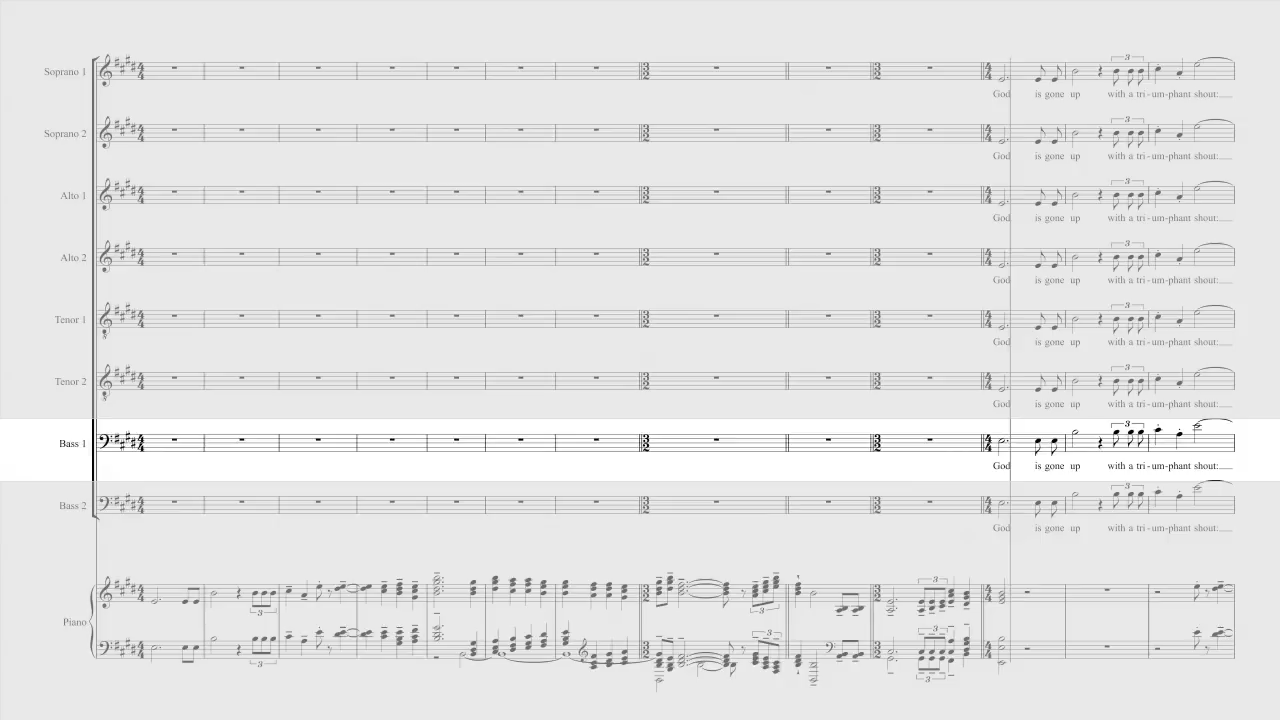 Soprano 1
God is gone up with a tri-um-phant shout:
Soprano 2
God is gone up with a tri-um-phant shout:
Alto 1
God is gone up with a tri-um-phant shout:
Alto 2
God is gone up with a tri-um-phant shout:
Tenor 1
God is gone up with a tri-um-phant shout:
Tenor 2
God is gone up with a tri-um-phant shout:
Bass 1
God is gone up with a tri-um-phant shout:
Bass 2
God is gone up with a tri-um-phant shout:
Piano